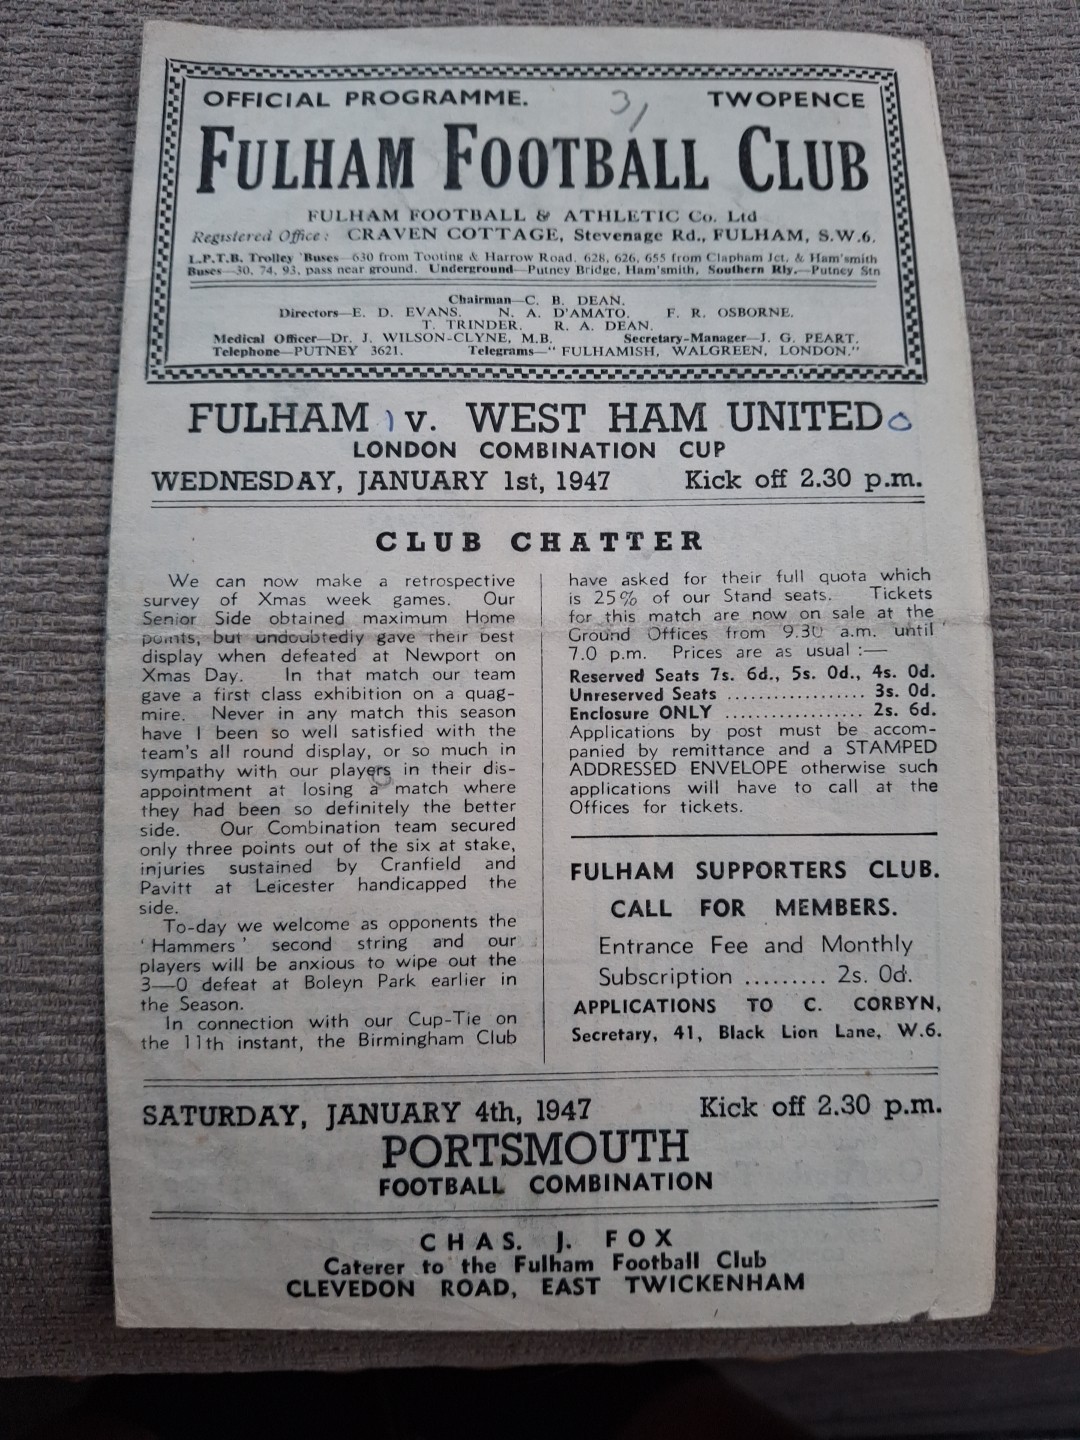 OFFICIAL PROGRAMME. 3/ TWOPENCE
FULHAM FOOTBALL CLUB
FULHAM FOOTBALL & ATHLETIC Co. Ltd
Registered Office: CRAVEN COTTAGE, Stevenage Rd., FULHAM, S.W.6.
L.P.T.B. Trolley 'Buses—630 from Tooting & Harrow Road. 628, 626, 655 from Clapham Jct. & Ham'smith
Buses—30, 74, 93, pass near ground. Underground—Putney Bridge, Ham'smith, Southern Rly.—Putney Stn
Chairman—C. B. DEAN.
Directors—E. D. EVANS. N. A. D'AMATO. F. R. OSBORNE.
T. TRINDER. R. A. DEAN.
Medical Officer—Dr. J. WILSON-CLYNE, M.B. Secretary-Manager—J. G. PEART.
Telephone—PUTNEY 3621. Telegrams—" FULHAMISH, WALGREEN, LONDON."
FULHAM 1 v. WEST HAM UNITED 0
LONDON COMBINATION CUP
WEDNESDAY, JANUARY 1st, 1947 Kick off 2.30 p.m.
CLUB CHATTER
We can now make a retrospective
survey of Xmas week games. Our
Senior Side obtained maximum Home
points, but undoubtedly gave their best
display when defeated at Newport on
Xmas Day. In that match our team
gave a first class exhibition on a quag-
mire. Never in any match this season
have I been so well satisfied with the
team's all round display, or so much in
sympathy with our players in their dis-
appointment at losing a match where
they had been so definitely the better
side. Our Combination team secured
only three points out of the six at stake,
injuries sustained by Cranfield and
Pavitt at Leicester handicapped the
side.
To-day we welcome as opponents the
' Hammers ' second string and our
players will be anxious to wipe out the
3—0 defeat at Boleyn Park earlier in
the Season.
In connection with our Cup-Tie on
the 11th instant, the Birmingham Club
have asked for their full quota which
is 25% of our Stand seats. Tickets
for this match are now on sale at the
Ground Offices from 9.30 a.m. until
7.0 p.m. Prices are as usual :—
Reserved Seats 7s. 6d., 5s. 0d., 4s. 0d.
Unreserved Seats .................. 3s. 0d.
Enclosure ONLY .................. 2s. 6d.
Applications by post must be accom-
panied by remittance and a STAMPED
ADDRESSED ENVELOPE otherwise such
applications will have to call at the
Offices for tickets.
FULHAM SUPPORTERS CLUB.
CALL FOR MEMBERS.
Entrance Fee and Monthly
Subscription ......... 2s. 0d.
APPLICATIONS TO C. CORBYN,
Secretary, 41, Black Lion Lane, W.6.
SATURDAY, JANUARY 4th, 1947 Kick off 2.30 p.m.
PORTSMOUTH
FOOTBALL COMBINATION
CHAS. J. FOX
Caterer to the Fulham Football Club
CLEVEDON ROAD, EAST TWICKENHAM